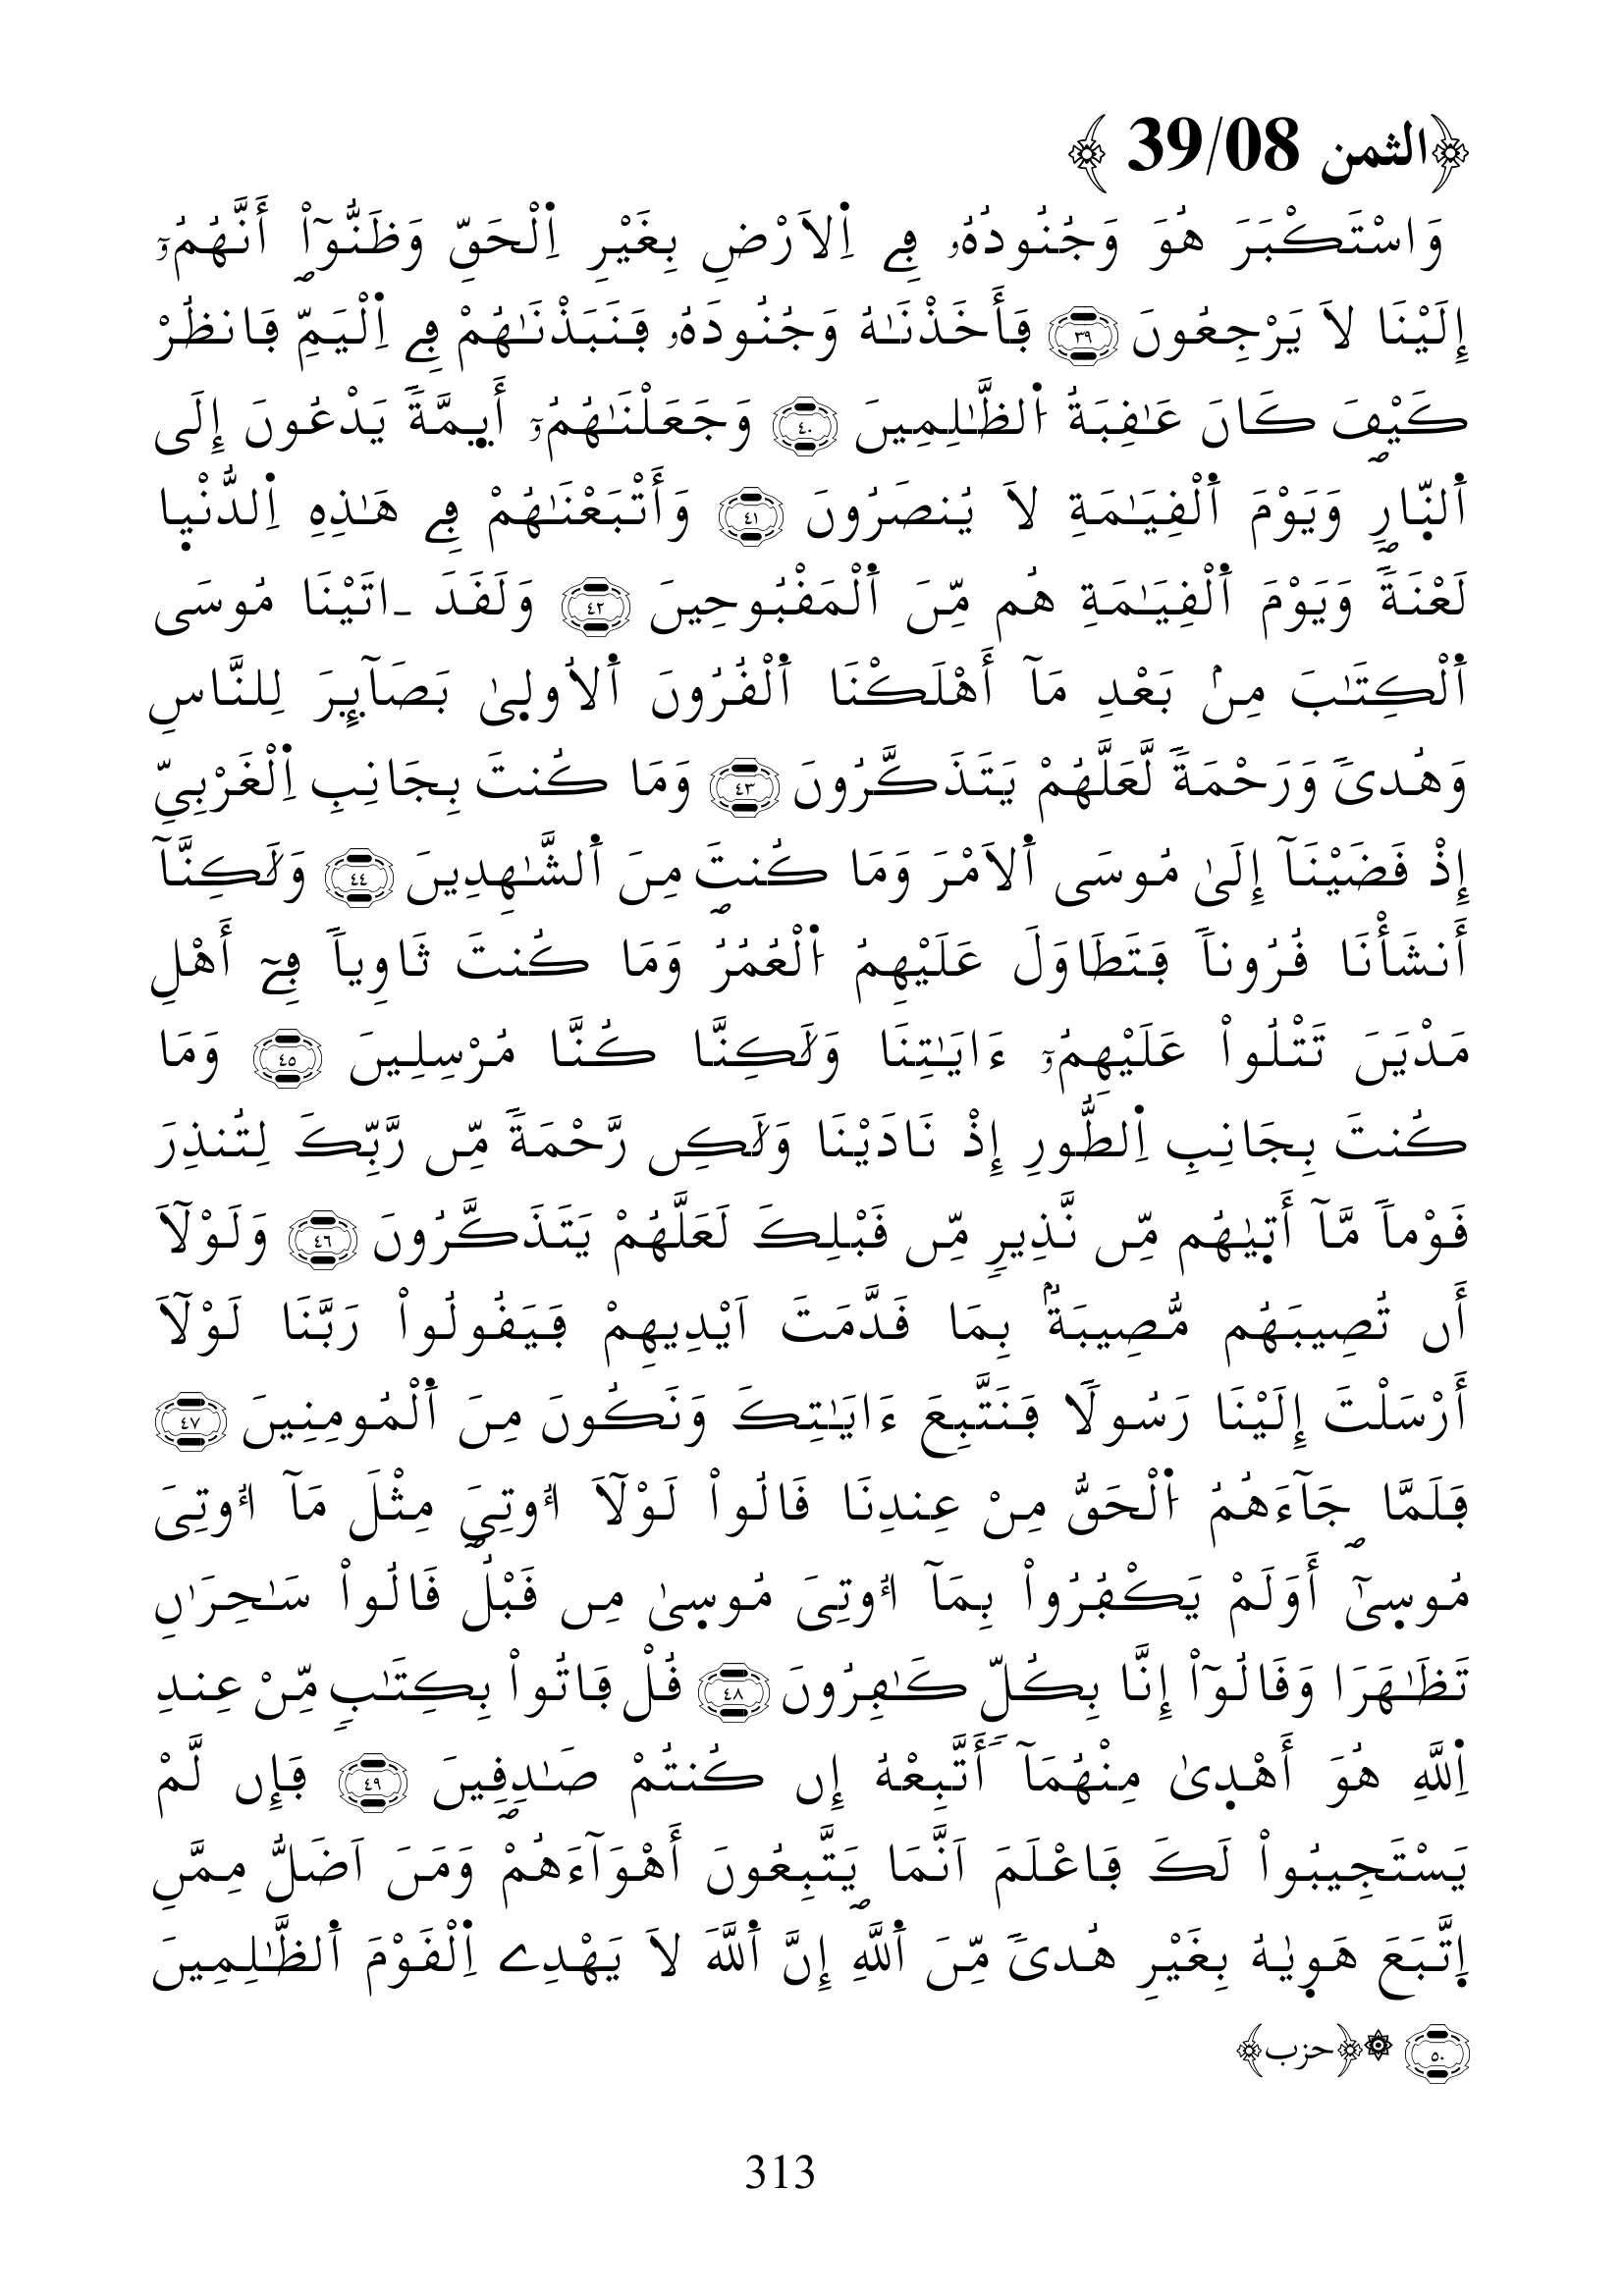 ﴿الثمن 39/08 ﴾
وَاسْتَكْبَرَ هُوَ وَجُنُودُهُۥ فِے اِ۬لَارْضِ بِغَيْرِ اِ۬لْحَقِّ وَظَنُّوٓاْ أَنَّهُمُۥٓ
إِلَيْنَا لَا يَرْجِعُونَ ٣٩ فَأَخَذْنَٰهُ وَجُنُودَهُۥ فَنَبَذْنَٰهُمْ فِے اِ۬لْيَمِّ فَانظُرْ
كَيْفَ كَانَ عَٰقِبَةُ اُ۬لظَّٰلِمِينَ ٤٠ وَجَعَلْنَٰهُمُۥٓ أَيِمَّةٗ يَدْعُونَ إِلَى
اَ۬لنّ۪ارِ وَيَوْمَ اَ۬لْقِيَٰمَةِ لَا يُنصَرُونَ ٤١ وَأَتْبَعْنَٰهُمْ فِے هَٰذِهِ اِ۬لدُّنْي۪ا
لَعْنَةٗ وَيَوْمَ اَ۬لْقِيَٰمَةِ هُم مِّنَ اَ۬لْمَقْبُوحِينَ ٤٢ وَلَقَدَ ـاتَيْنَا مُوسَى
اَ۬لْكِتَٰبَ مِنۢ بَعْدِ مَآ أَهْلَكْنَا اَ۬لْقُرُونَ اَ۬لُاول۪ىٰ بَصَآئِرَ لِلنَّاسِ
وَهُدىٗ وَرَحْمَةٗ لَّعَلَّهُمْ يَتَذَكَّرُونَ ٤٣ وَمَا كُنتَ بِجَانِبِ اِ۬لْغَرْبِيِّ
إِذْ قَضَيْنَآ إِلَىٰ مُوسَى اَ۬لَامْرَ وَمَا كُنتَ مِنَ اَ۬لشَّٰهِدِينَ ٤٤ وَلَٰكِنَّآ
أَنشَأْنَا قُرُوناٗ فَتَطَاوَلَ عَلَيْهِمُ اُ۬لْعُمُرُ وَمَا كُنتَ ثَاوِياٗ فِےٓ أَهْلِ
مَدْيَنَ تَتْلُواْ عَلَيْهِمُۥٓ ءَايَٰتِنَا وَلَٰكِنَّا كُنَّا مُرْسِلِينَ ٤٥ وَمَا
كُنتَ بِجَانِبِ اِ۬لطُّورِ إِذْ نَادَيْنَا وَلَٰكِن رَّحْمَةٗ مِّن رَّبِّكَ لِتُنذِرَ
قَوْماٗ مَّآ أَت۪يٰهُم مِّن نَّذِيرٖ مِّن قَبْلِكَ لَعَلَّهُمْ يَتَذَكَّرُونَ ٤٦ وَلَوْلَآ
أَن تُصِيبَهُم مُّصِيبَةُۢ بِمَا قَدَّمَتَ اَيْدِيهِمْ فَيَقُولُواْ رَبَّنَا لَوْلَآ
أَرْسَلْتَ إِلَيْنَا رَسُولاٗ فَنَتَّبِعَ ءَايَٰتِكَ وَنَكُونَ مِنَ اَ۬لْمُومِنِينَ ٤٧
فَلَمَّا جَآءَهُمُ اُ۬لْحَقُّ مِنْ عِندِنَا قَالُواْ لَوْلَآ أُوتِيَ مِثْلَ مَآ أُوتِيَ
مُوس۪ىٰٓ أَوَلَمْ يَكْفُرُواْ بِمَآ أُوتِيَ مُوس۪ىٰ مِن قَبْلُ قَالُواْ سَٰحِرَٰنِ
تَظَّٰهَرَا وَقَالُوٓاْ إِنَّا بِكُلّٖ كَٰفِرُونَ ٤٨ قُلْ فَاتُواْ بِكِتَٰبٖ مِّنْ عِندِ
اِ۬للَّهِ هُوَ أَهْد۪ىٰ مِنْهُمَآ أَتَّبِعْهُ إِن كُنتُمْ صَٰدِقِينَ ٤٩ فَإِن لَّمْ
يَسْتَجِيبُواْ لَكَ فَاعْلَمَ اَنَّمَا يَتَّبِعُونَ أَهْوَآءَهُمْ وَمَنَ اَضَلُّ مِمَّنِ
اِ۪تَّبَعَ هَو۪يٰهُ بِغَيْرِ هُدىٗ مِّنَ اَ۬للَّهِ إِنَّ اَ۬للَّهَ لَا يَهْدِے اِ۬لْقَوْمَ اَ۬لظَّٰلِمِينَ
٥٠ ۞﴿حزب﴾
313